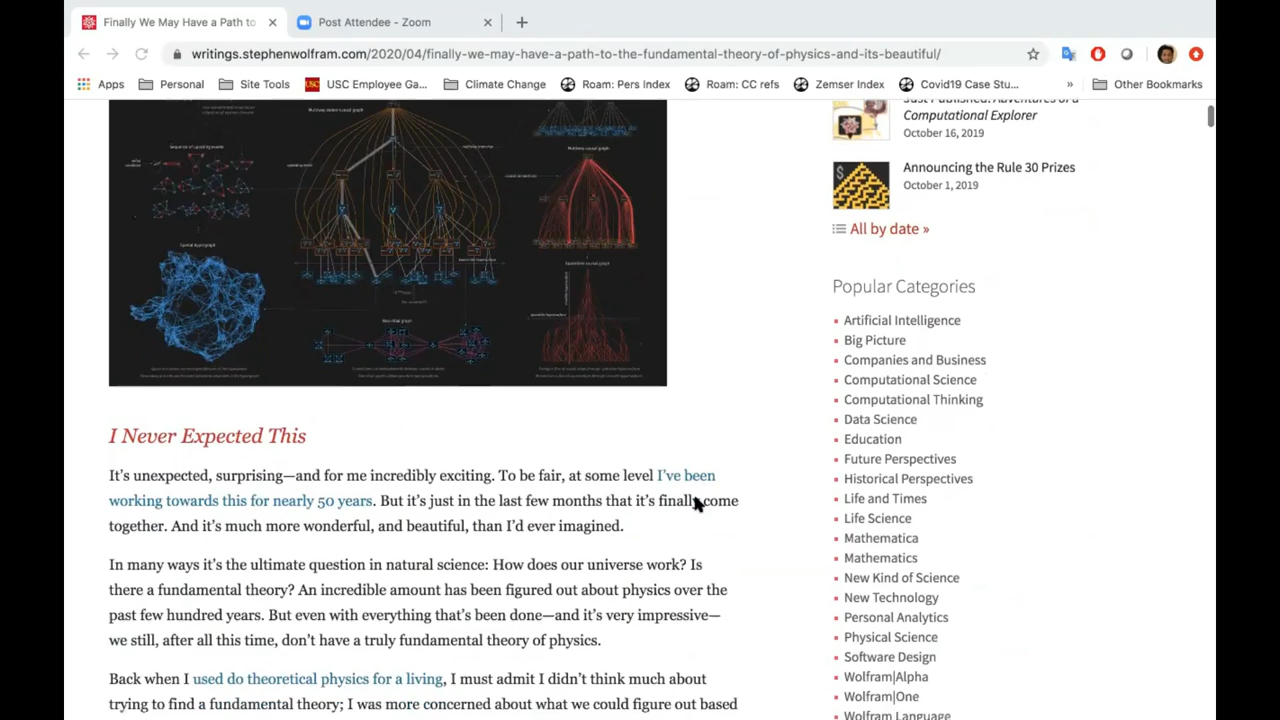 Finally We May Have a Path to
Post Attendee - Zoom
writings.stephenwolfram.com/2020/04/finally-we-may-have-a-path-to-the-fundamental-theory-of-physics-and-its-beautiful/
Apps
Personal
Site Tools
USC Employee Ga...
Climate Change
Roam: Pers Index
Roam: CC refs
Zemser Index
Covid19 Case Stu...
»
Other Bookmarks
Just Published: Adventures of a
Computational Explorer
October 16, 2019
Announcing the Rule 30 Prizes
October 1, 2019
All by date »
Popular Categories
Artificial Intelligence
Big Picture
Companies and Business
Computational Science
Computational Thinking
Data Science
Education
Future Perspectives
Historical Perspectives
Life and Times
Life Science
Mathematica
Mathematics
New Kind of Science
New Technology
Personal Analytics
Physical Science
Software Design
Wolfram|Alpha
Wolfram|One
Wolfram Language
I Never Expected This
It's unexpected, surprising—and for me incredibly exciting. To be fair, at some level I've been
working towards this for nearly 50 years. But it's just in the last few months that it's finally come
together. And it's much more wonderful, and beautiful, than I'd ever imagined.
In many ways it's the ultimate question in natural science: How does our universe work? Is
there a fundamental theory? An incredible amount has been figured out about physics over the
past few hundred years. But even with everything that's been done—and it's very impressive—
we still, after all this time, don't have a truly fundamental theory of physics.
Back when I used do theoretical physics for a living, I must admit I didn't think much about
trying to find a fundamental theory; I was more concerned about what we could figure out based